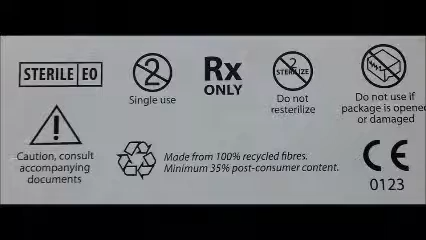 STERILE EO
2
Single use
Rx
ONLY
2
STERILIZE
Do not
resterilize
Do not use if
package is opened
or damaged
!
Caution, consult
accompanying
documents
Made from 100% recycled fibres.
Minimum 35% post-consumer content.
CE
0123